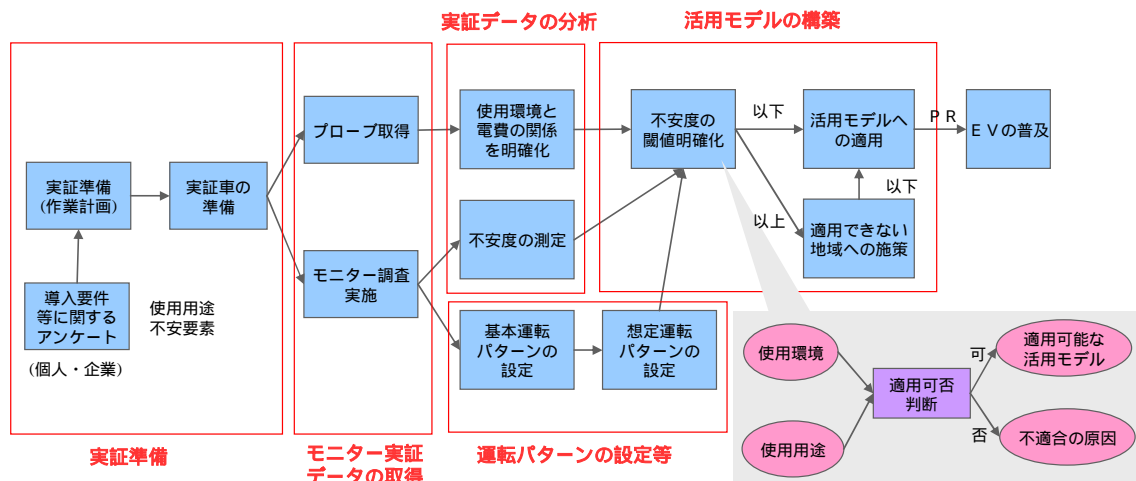 実証データの分析
活用モデルの構築
プローブ取得
使用環境と
電費の関係
を明確化
不安度の
閾値明確化
以下
活用モデルへ
の適用
ＰＲ
ＥＶの普及
実証準備
(作業計画)
実証車の
準備
不安度の測定
以上
以下
適用できない
地域への施策
モニター調査
実施
導入要件
等に関する
アンケート
(個人・企業)
使用用途
不安要素
基本運転
パターンの
設定
想定運転
パターンの
設定
使用環境
使用用途
適用可否
判断
可
適用可能な
活用モデル
否
不適合の原因
実証準備
モニター実証
データの取得
運転パターンの設定等